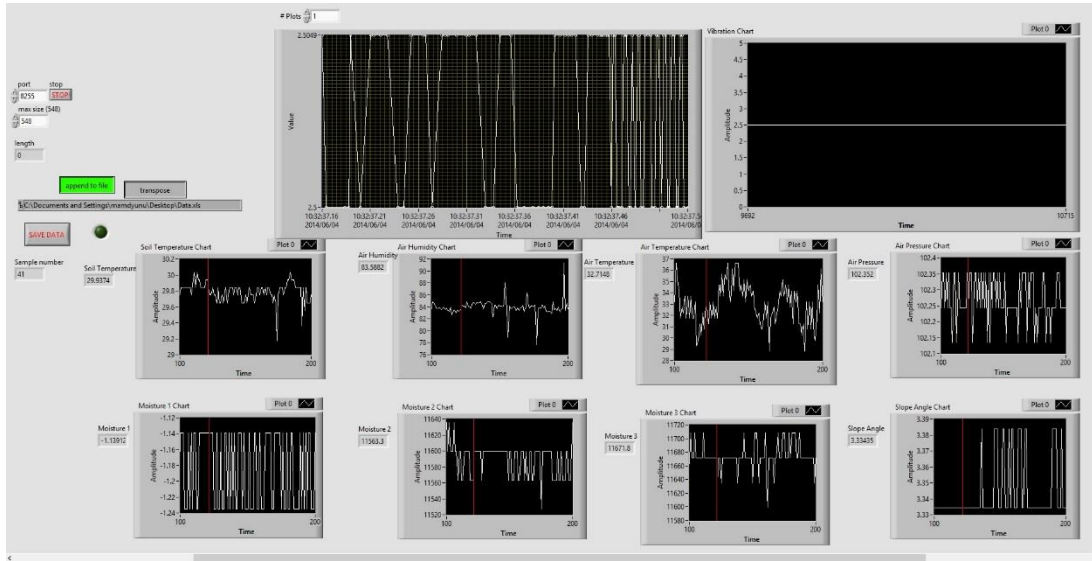 # Plots 1
2.5049
Value
2.5
10:32:37.16 10:32:37.21 10:32:37.26 10:32:37.31 10:32:37.36 10:32:37.41 10:32:37.46 10:32:37.5
2014/06/04 2014/06/04 2014/06/04 2014/06/04 2014/06/04 2014/06/04 2014/06/04 2014/06/0
Time
Vibration Chart
Plot 0
5
4.5
4
3.5
3
2.5
2
1.5
1
0.5
0
Amplitude
9692 10715
Time
port stop
8255 STOP
max size (548)
548
length
0
append to file transpose
C:\Documents and Settings\mamdyunu\Desktop\Data.xls
SAVE DATA
Sample number
41
Soil Temperature
29.9374
Soil Temperature Chart
Plot 0
30.2
30
29.8
29.6
29.4
29.2
29
Amplitude
100 200
Time
Air Humidity
83.5882
Air Humidity Chart
Plot 0
92
90
88
86
84
82
80
78
76
Amplitude
100 200
Time
Air Temperature
32.7148
Air Temperature Chart
Plot 0
37
36
35
34
33
32
31
30
29
28
Amplitude
100 200
Time
Air Pressure
102.352
Air Pressure Chart
Plot 0
102.4
102.35
102.3
102.25
102.2
102.15
102.1
Amplitude
100 200
Time
Moisture 1
-1.13912
Moisture 1 Chart
Plot 0
-1.12
-1.14
-1.16
-1.18
-1.2
-1.22
-1.24
Amplitude
100 200
Time
Moisture 2
11563.3
Moisture 2 Chart
Plot 0
11640
11620
11600
11580
11560
11540
11520
Amplitude
100 200
Time
Moisture 3
11671.8
Moisture 3 Chart
Plot 0
11720
11700
11680
11660
11640
11620
11600
11580
Amplitude
100 200
Time
Slope Angle
3.33435
Slope Angle Chart
Plot 0
3.39
3.38
3.37
3.36
3.35
3.34
3.33
Amplitude
100 200
Time